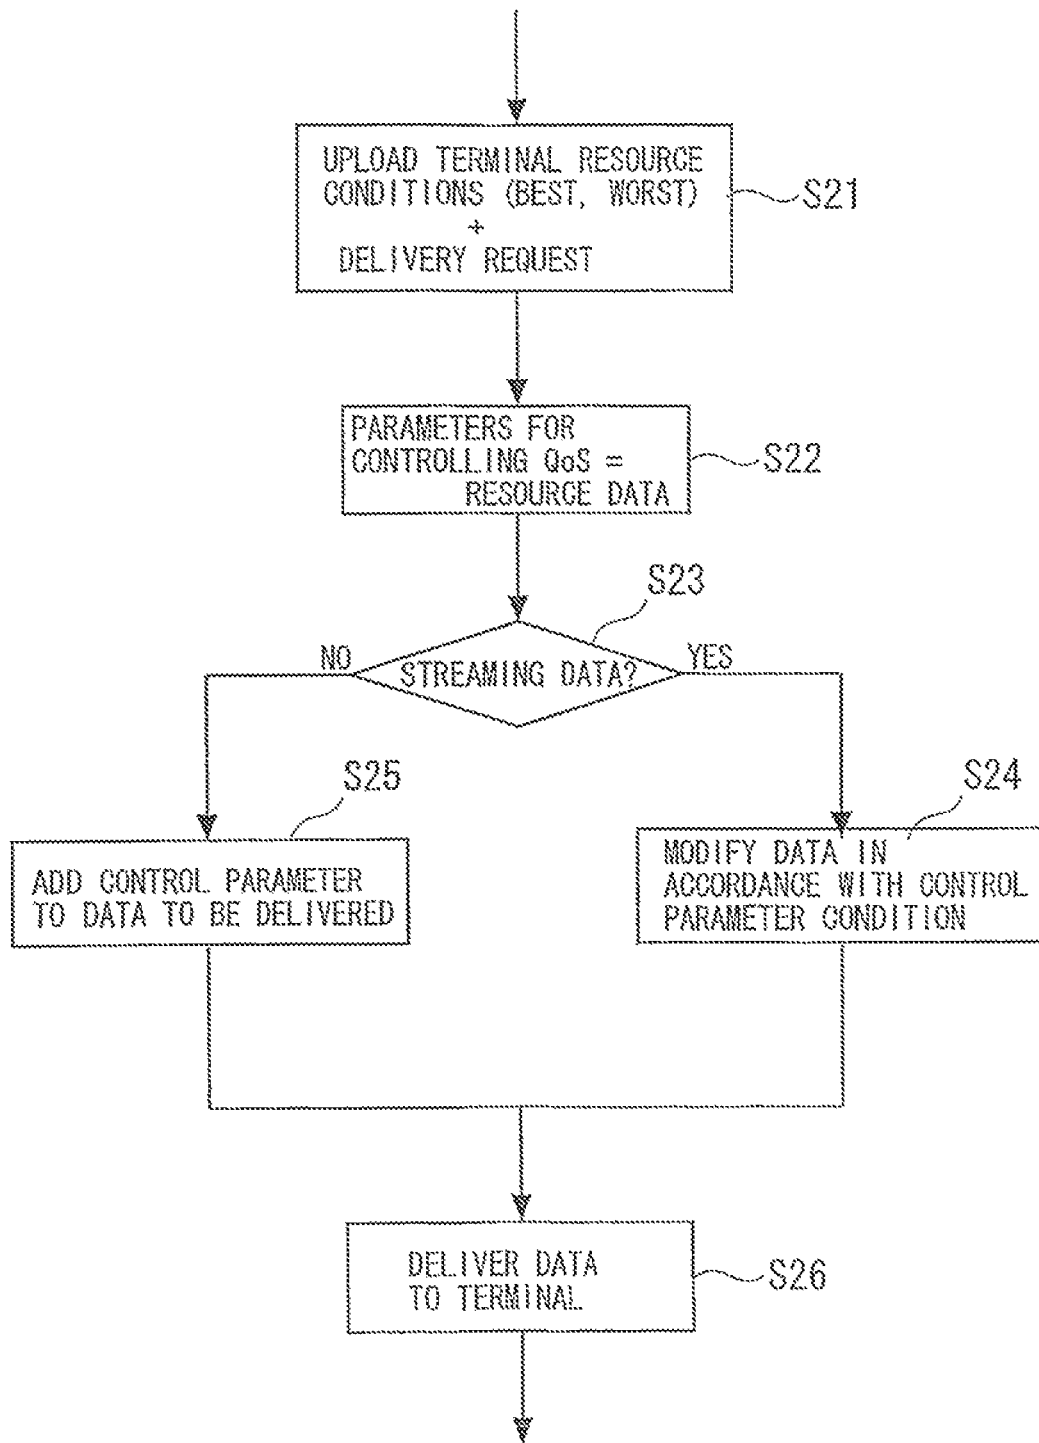 UPLOAD TERMINAL RESOURCE
CONDITIONS (BEST, WORST)
+
DELIVERY REQUEST
S21
PARAMETERS FOR
CONTROLLING QoS =
RESOURCE DATA
S22
S23
NO
STREAMING DATA?
YES
S25
ADD CONTROL PARAMETER
TO DATA TO BE DELIVERED
S24
MODIFY DATA IN
ACCORDANCE WITH CONTROL
PARAMETER CONDITION
DELIVER DATA
TO TERMINAL
S26